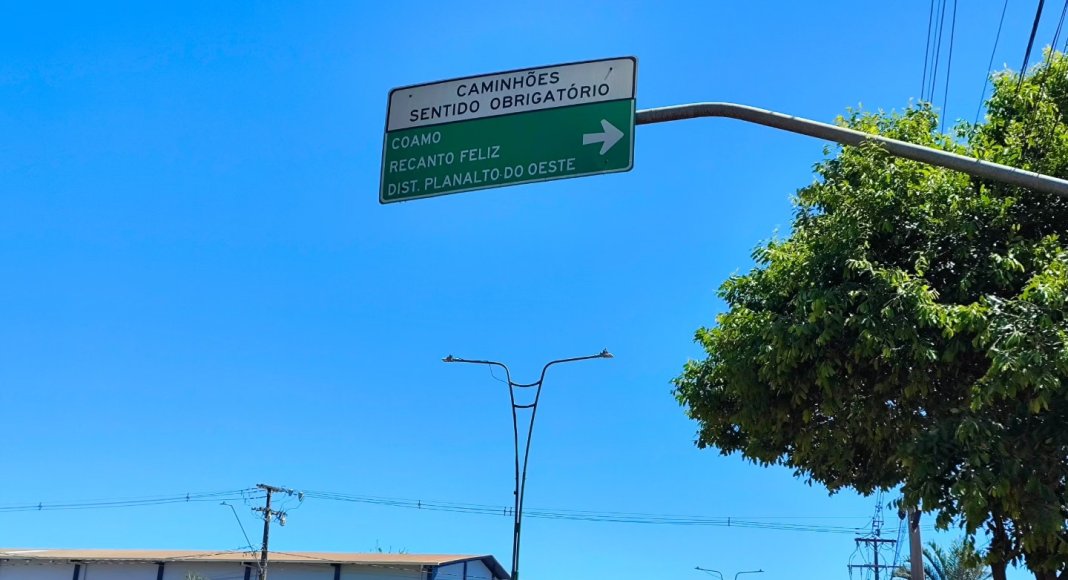 CAMINHÕES
SENTIDO OBRIGATÓRIO
COAMO
RECANTO FELIZ
DIST. PLANALTO DO OESTE